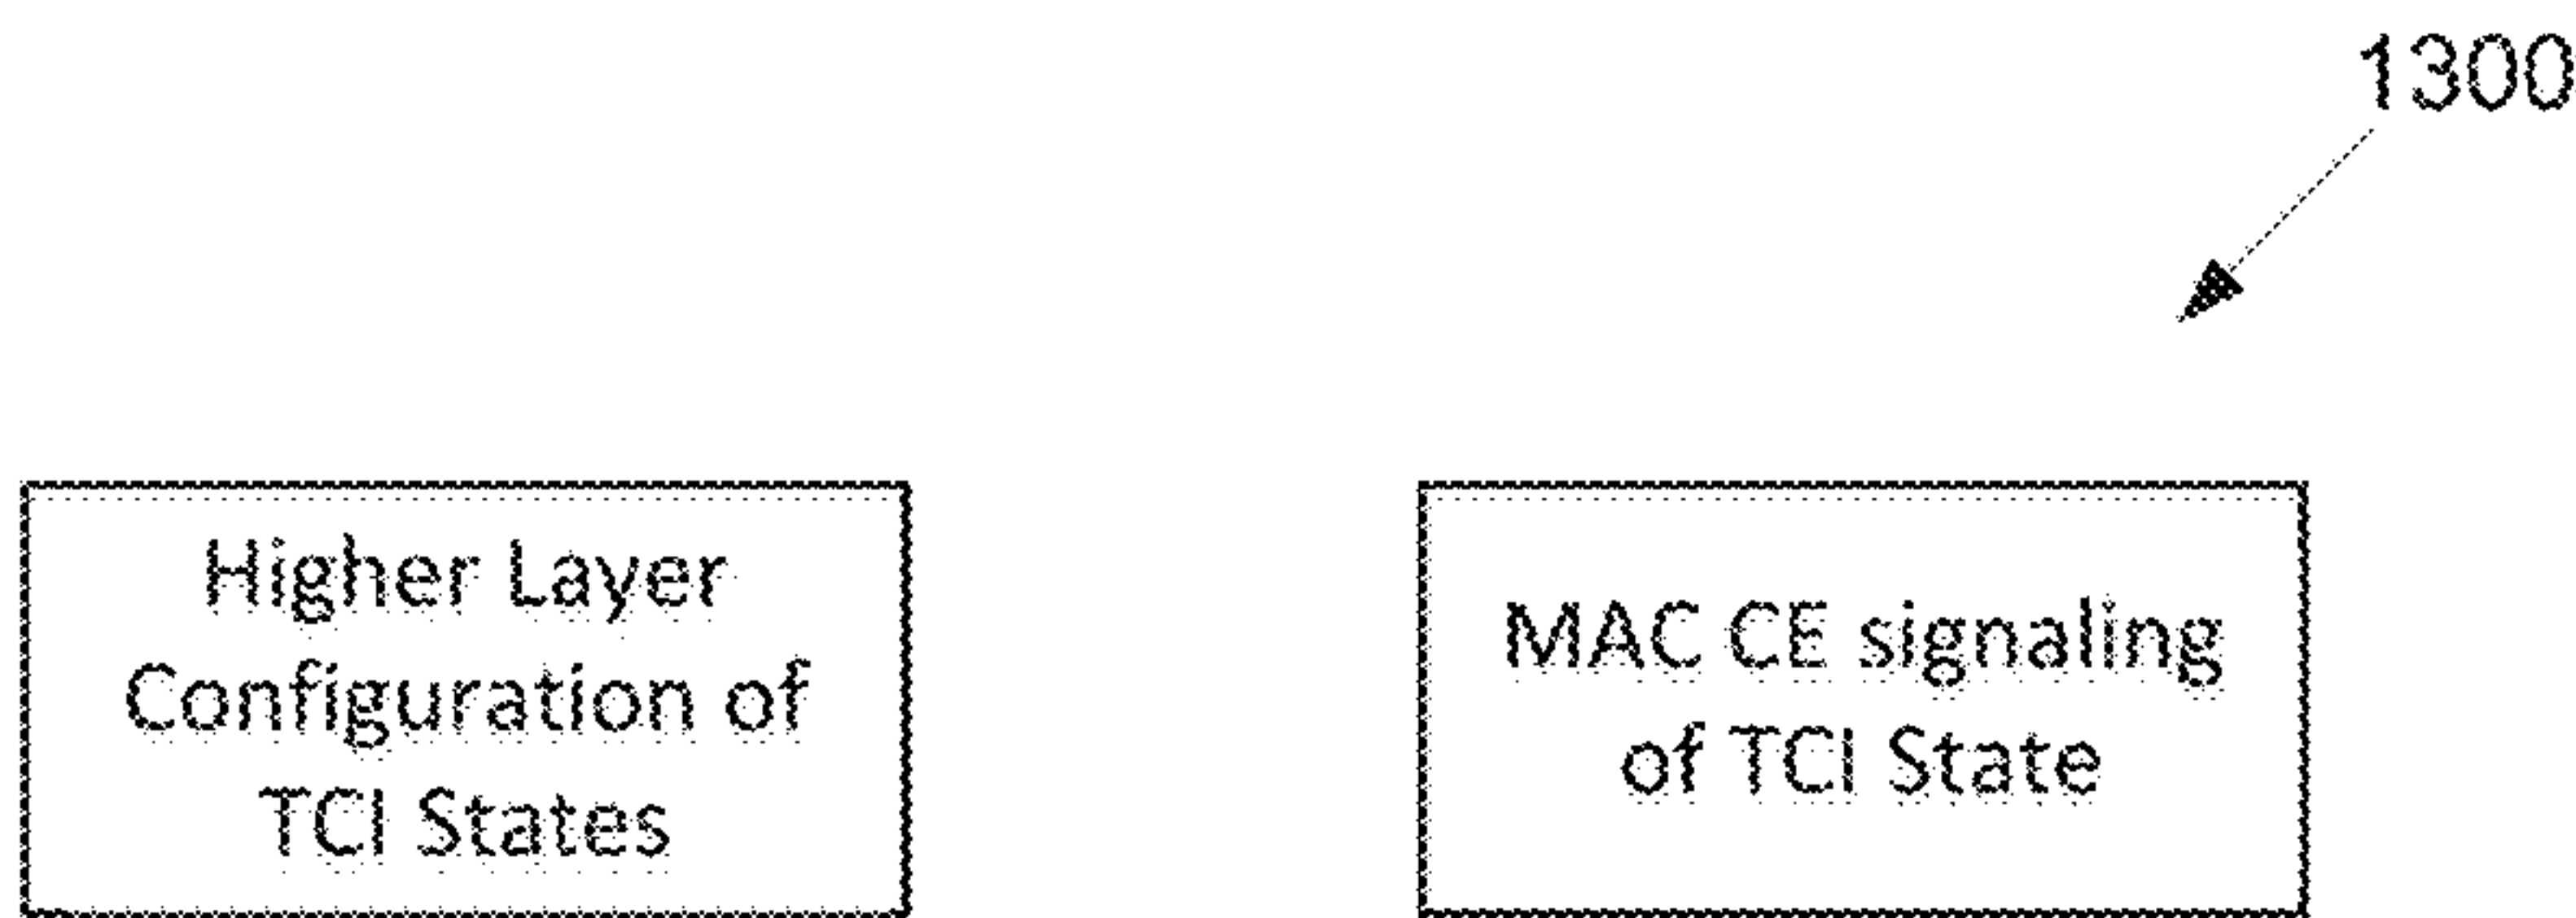 1300
Higher Layer
Configuration of
TCI States
MAC CE signaling
of TCI State